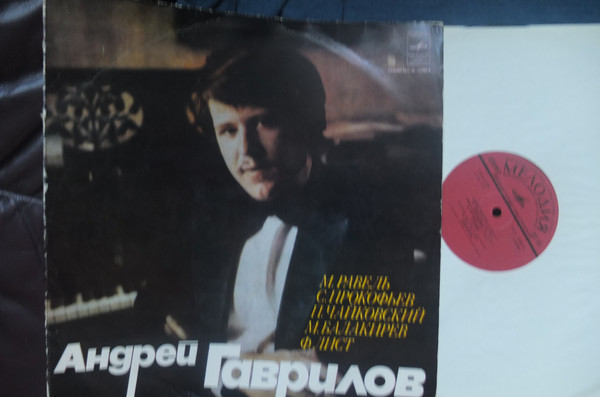 М. РАВЕЛЬ
С. ПРОКОФЬЕВ
П. ЧАЙКОВСКИЙ
М. БАЛАКИРЕВ
Ф. ЛИСТ
Андрей Гаврилов
МЕЛОДИЯ